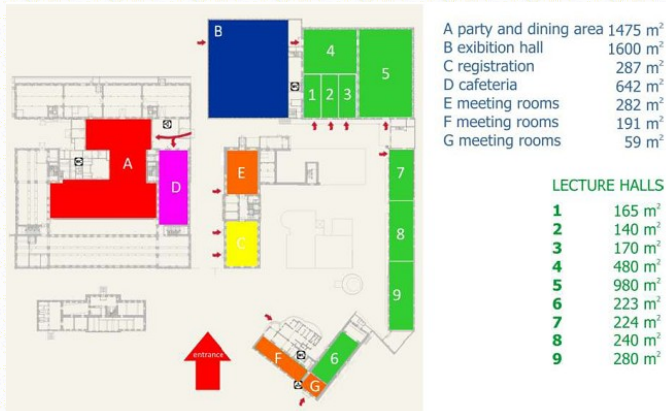 A party and dining area 1475 m²
B exibition hall 1600 m²
C registration 287 m²
D cafeteria 642 m²
E meeting rooms 282 m²
F meeting rooms 191 m²
G meeting rooms 59 m²
LECTURE HALLS
1 165 m²
2 140 m²
3 170 m²
4 480 m²
5 980 m²
6 223 m²
7 224 m²
8 240 m²
9 280 m²
B
4
5
1 2 3
A
D
E
7
C
8
9
F
6
G
entrance